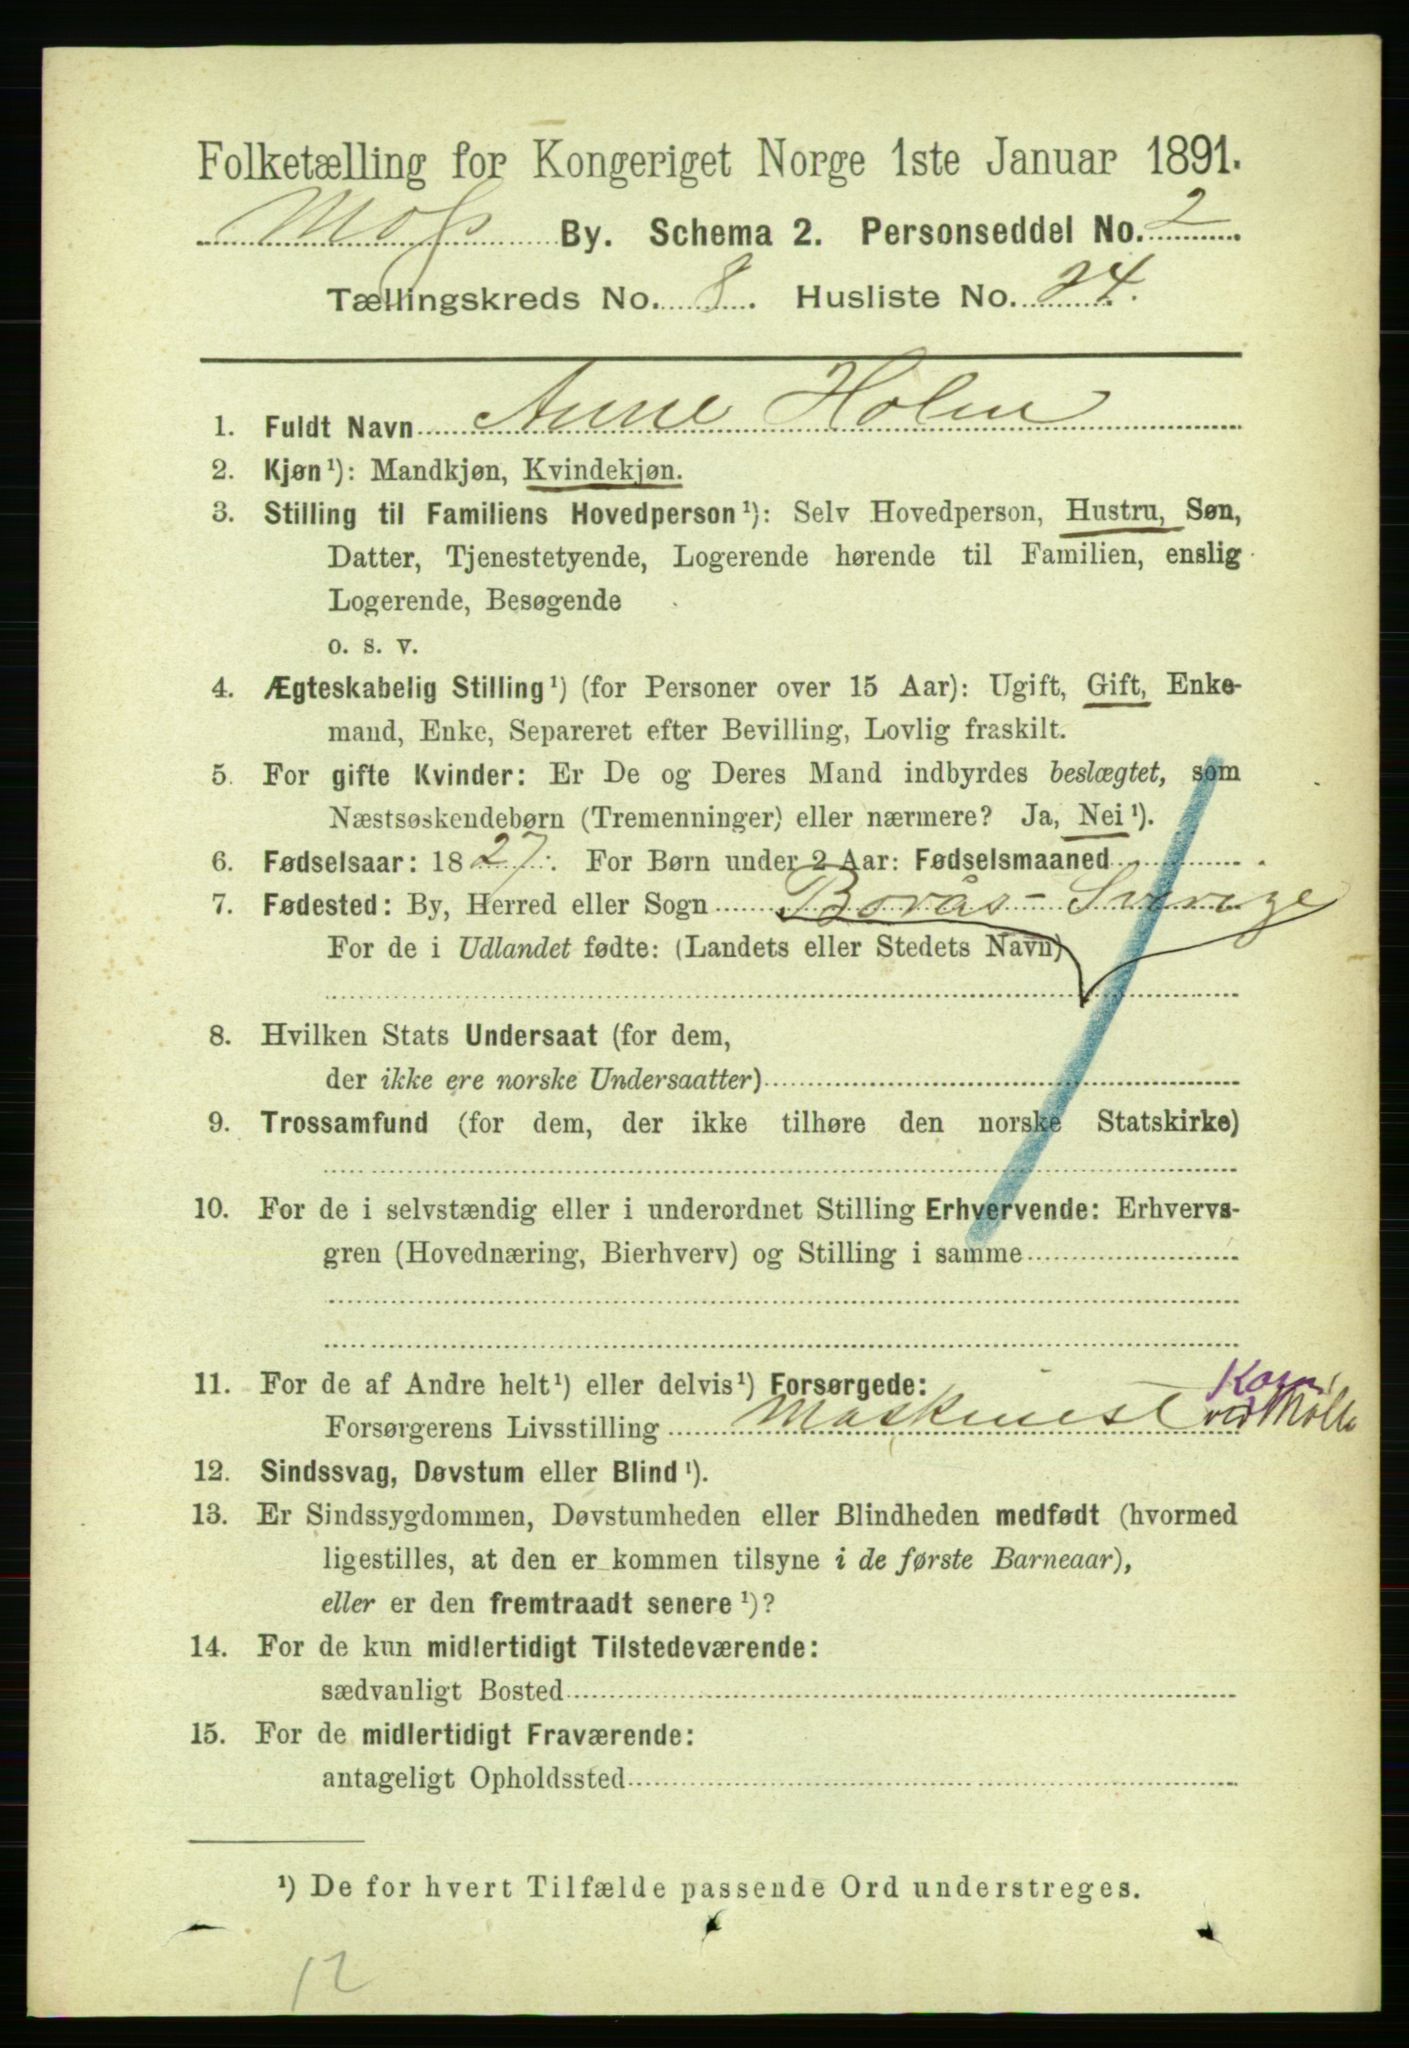 Folketælling for Kongeriget Norge 1ste Januar 1891.
Moss By. Schema 2. Personseddel No. 2
Tællingskreds No. 8. Husliste No. 24.
1. Fuldt Navn Anne Holm
2. Kjøn¹): Mandkjøn, Kvindekjøn.
3. Stilling til Familiens Hovedperson¹): Selv Hovedperson, Hustru, Søn,
Datter, Tjenestetyende, Logerende hørende til Familien, enslig
Logerende, Besøgende
o. s. v.
4. Ægteskabelig Stilling¹) (for Personer over 15 Aar): Ugift, Gift, Enke-
mand, Enke, Separeret efter Bevilling, Lovlig fraskilt.
5. For gifte Kvinder: Er De og Deres Mand indbyrdes beslægtet, som
Næstsøskendebørn (Tremenninger) eller nærmere? Ja, Nei¹).
6. Fødselsaar: 1827. For Børn under 2 Aar: Fødselsmaaned
7. Fødested: By, Herred eller Sogn Borås - Sverige
For de i Udlandet fødte: (Landets eller Stedets Navn)
8. Hvilken Stats Undersaat (for dem,
der ikke ere norske Undersaatter)
9. Trossamfund (for dem, der ikke tilhøre den norske Statskirke)
10. For de i selvstændig eller i underordnet Stilling Erhvervende: Erhvervs-
gren (Hovednæring, Bierhverv) og Stilling i samme
11. For de af Andre helt¹) eller delvis¹) Forsørgede:
Korn
Forsørgerens Livsstilling Maskinist ved Mølle
12. Sindssvag, Døvstum eller Blind¹).
13. Er Sindssygdommen, Døvstumheden eller Blindheden medfødt (hvormed
ligestilles, at den er kommen tilsyne i de første Barneaar),
eller er den fremtraadt senere¹)?
14. For de kun midlertidigt Tilstedeværende:
sædvanligt Bosted
15. For de midlertidigt Fraværende:
antageligt Opholdssted
¹) De for hvert Tilfælde passende Ord understreges.
12